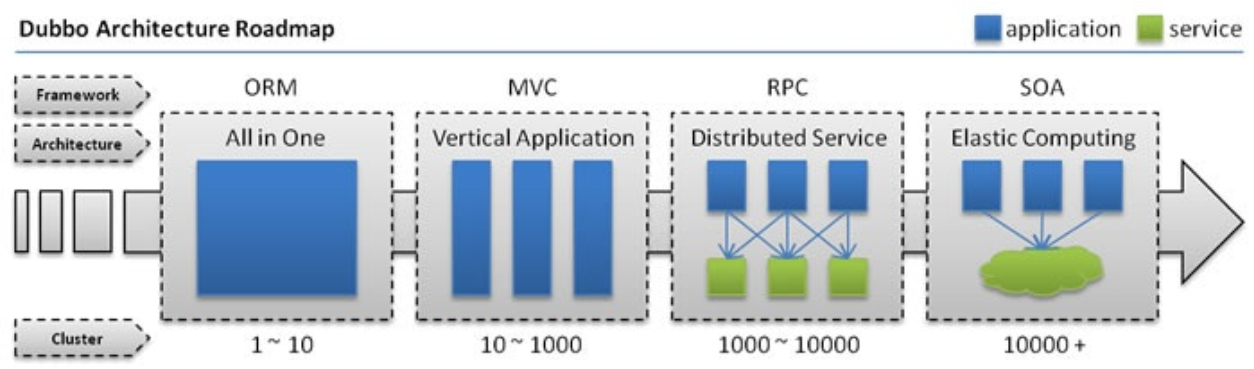 Dubbo Architecture Roadmap
application
service
Framework
ORM
MVC
RPC
SOA
Architecture
All in One
Vertical Application
Distributed Service
Elastic Computing
Cluster
1 ~ 10
10 ~ 1000
1000 ~ 10000
10000 +